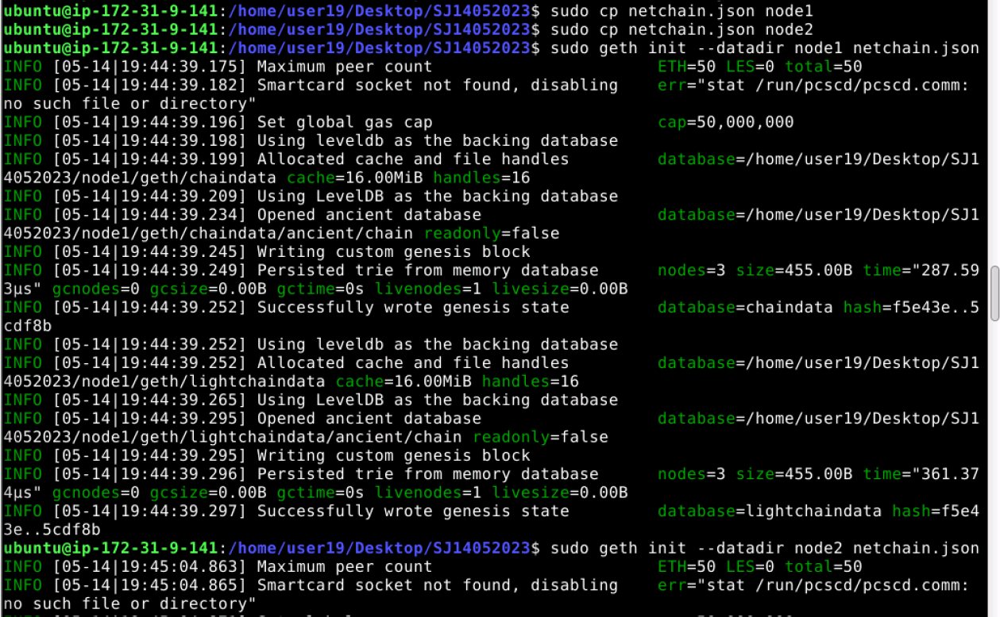 ubuntu@ip-172-31-9-141:/home/user19/Desktop/SJ14052023$ sudo cp netchain.json node1
ubuntu@ip-172-31-9-141:/home/user19/Desktop/SJ14052023$ sudo cp netchain.json node2
ubuntu@ip-172-31-9-141:/home/user19/Desktop/SJ14052023$ sudo geth init --datadir node1 netchain.json
INFO [05-14|19:44:39.175] Maximum peer count                       ETH=50 LES=0 total=50
INFO [05-14|19:44:39.182] Smartcard socket not found, disabling    err="stat /run/pcscd/pcscd.comm:
no such file or directory"
INFO [05-14|19:44:39.196] Set global gas cap                       cap=50,000,000
INFO [05-14|19:44:39.198] Using leveldb as the backing database
INFO [05-14|19:44:39.199] Allocated cache and file handles         database=/home/user19/Desktop/SJ1
4052023/node1/geth/chaindata cache=16.00MiB handles=16
INFO [05-14|19:44:39.209] Using LevelDB as the backing database
INFO [05-14|19:44:39.234] Opened ancient database                  database=/home/user19/Desktop/SJ1
4052023/node1/geth/chaindata/ancient/chain readonly=false
INFO [05-14|19:44:39.245] Writing custom genesis block
INFO [05-14|19:44:39.249] Persisted trie from memory database      nodes=3 size=455.00B time="287.59
3µs" gcnodes=0 gcsize=0.00B gctime=0s livenodes=1 livesize=0.00B
INFO [05-14|19:44:39.252] Successfully wrote genesis state         database=chaindata hash=f5e43e..5
cdf8b
INFO [05-14|19:44:39.252] Using leveldb as the backing database
INFO [05-14|19:44:39.252] Allocated cache and file handles         database=/home/user19/Desktop/SJ1
4052023/node1/geth/lightchaindata cache=16.00MiB handles=16
INFO [05-14|19:44:39.265] Using LevelDB as the backing database
INFO [05-14|19:44:39.295] Opened ancient database                  database=/home/user19/Desktop/SJ1
4052023/node1/geth/lightchaindata/ancient/chain readonly=false
INFO [05-14|19:44:39.295] Writing custom genesis block
INFO [05-14|19:44:39.296] Persisted trie from memory database      nodes=3 size=455.00B time="361.37
4µs" gcnodes=0 gcsize=0.00B gctime=0s livenodes=1 livesize=0.00B
INFO [05-14|19:44:39.297] Successfully wrote genesis state         database=lightchaindata hash=f5e4
3e..5cdf8b
ubuntu@ip-172-31-9-141:/home/user19/Desktop/SJ14052023$ sudo geth init --datadir node2 netchain.json
INFO [05-14|19:45:04.863] Maximum peer count                       ETH=50 LES=0 total=50
INFO [05-14|19:45:04.865] Smartcard socket not found, disabling    err="stat /run/pcscd/pcscd.comm:
no such file or directory"